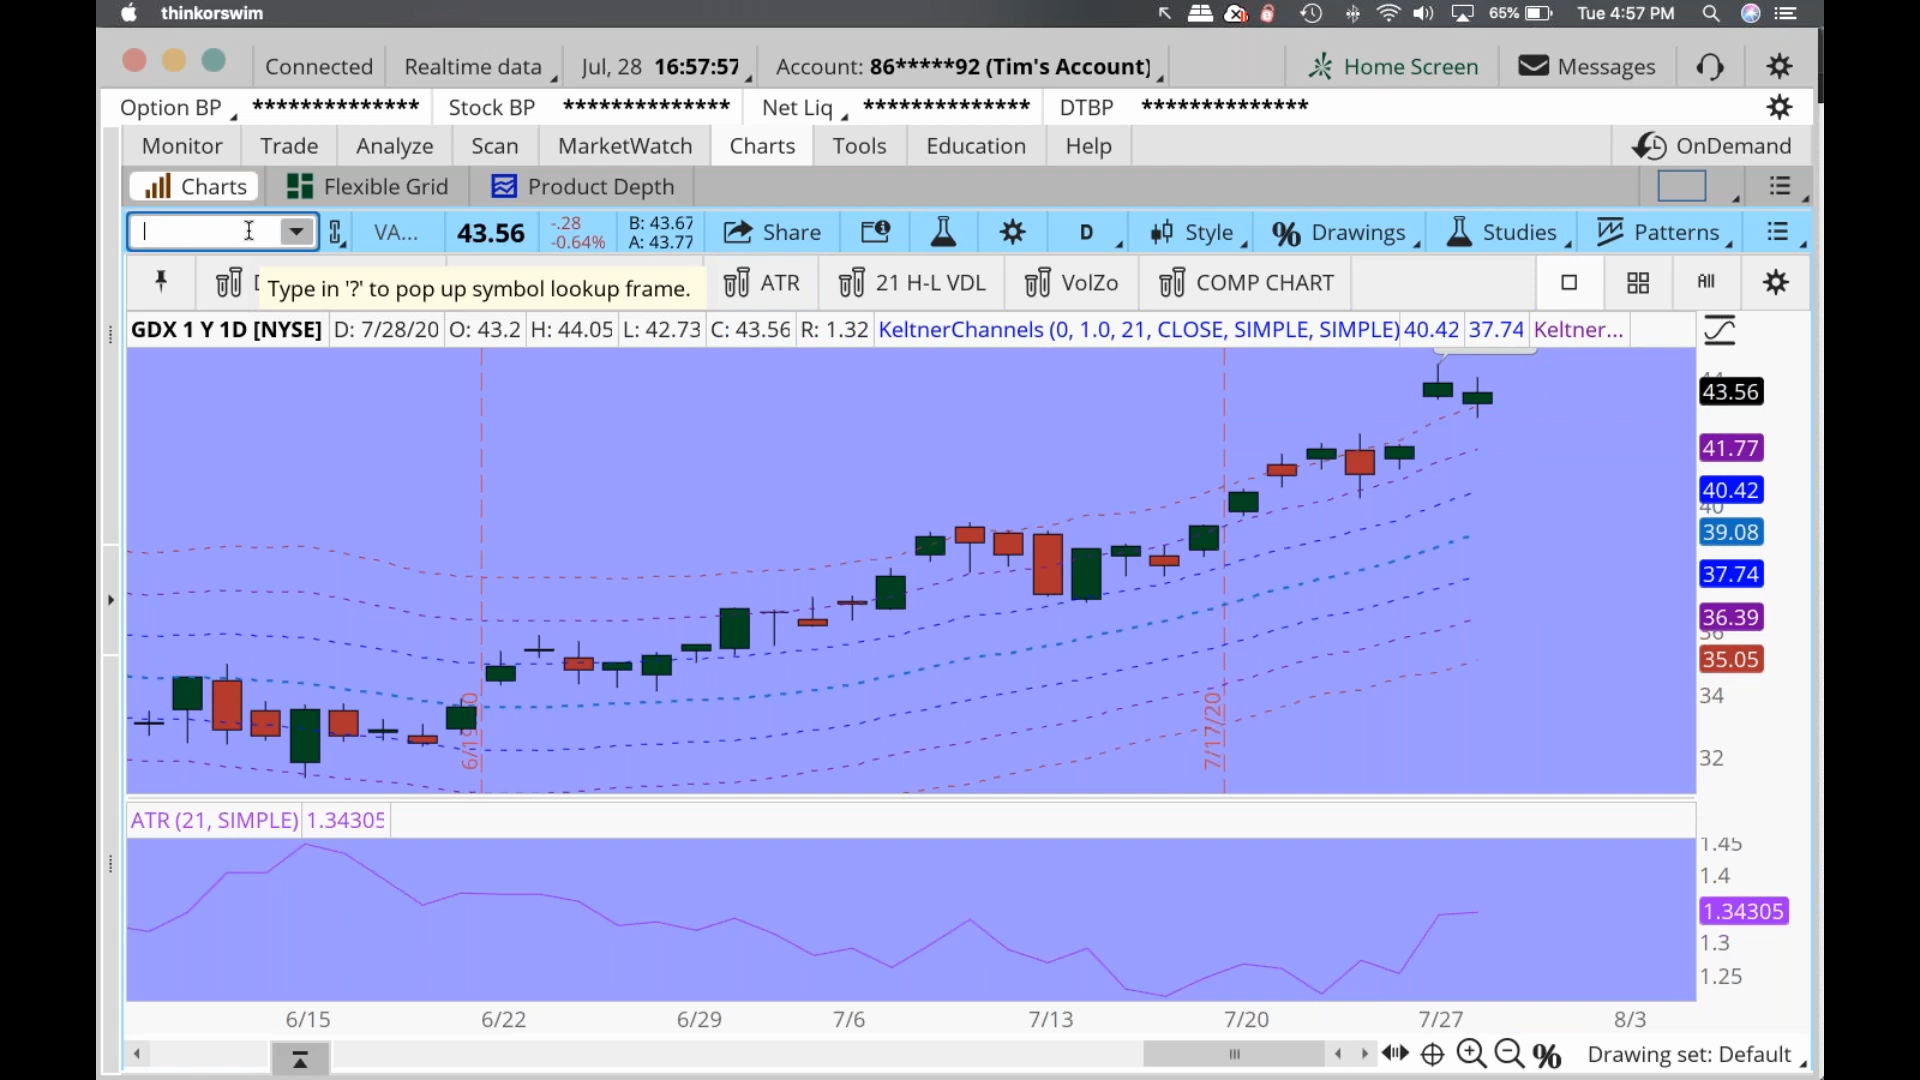 thinkorswim 65% Tue 4:57 PM
Connected Realtime data Jul, 28 16:57:57 Account: 86*****92 (Tim's Account) Home Screen Messages
Option BP ************** Stock BP ************** Net Liq ************** DTBP **************
Monitor Trade Analyze Scan MarketWatch Charts Tools Education Help OnDemand
Charts Flexible Grid Product Depth
VA... 43.56 -.28 B: 43.67 Share D Style Drawings Studies Patterns
-0.64% A: 43.77
Type in '?' to pop up symbol lookup frame. ATR 21 H-L VDL VolZo COMP CHART All
GDX 1 Y 1D [NYSE] D: 7/28/20 O: 43.2 H: 44.05 L: 42.73 C: 43.56 R: 1.32 KeltnerChannels (0, 1.0, 21, CLOSE, SIMPLE, SIMPLE) 40.42 37.74 Keltner...
43.56
41.77
40.42
40
39.08
37.74
36.39
36
35.05
34
32
7/17/20
ATR (21, SIMPLE) 1.34305
1.45
1.4
1.34305
1.3
1.25
6/15 6/22 6/29 7/6 7/13 7/20 7/27 8/3
Drawing set: Default